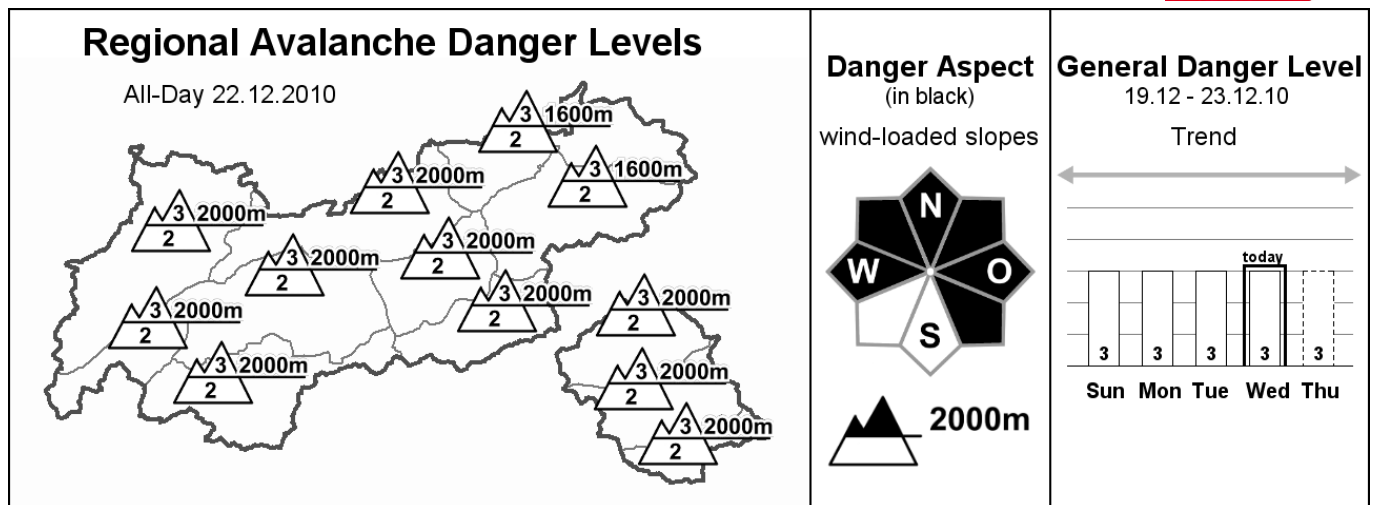 Regional Avalanche Danger Levels
All-Day 22.12.2010
3 1600m
2
3 1600m
2
3 2000m
2
3 2000m
2
3 2000m
2
3 2000m
2
3 2000m
2
3 2000m
2
3 2000m
2
3 2000m
2
3 2000m
2
3 2000m
2
Danger Aspect
(in black)
wind-loaded slopes
N
W O
S
2000m
General Danger Level
19.12 - 23.12.10
Trend
today
3 3 3 3 3
Sun Mon Tue Wed Thu